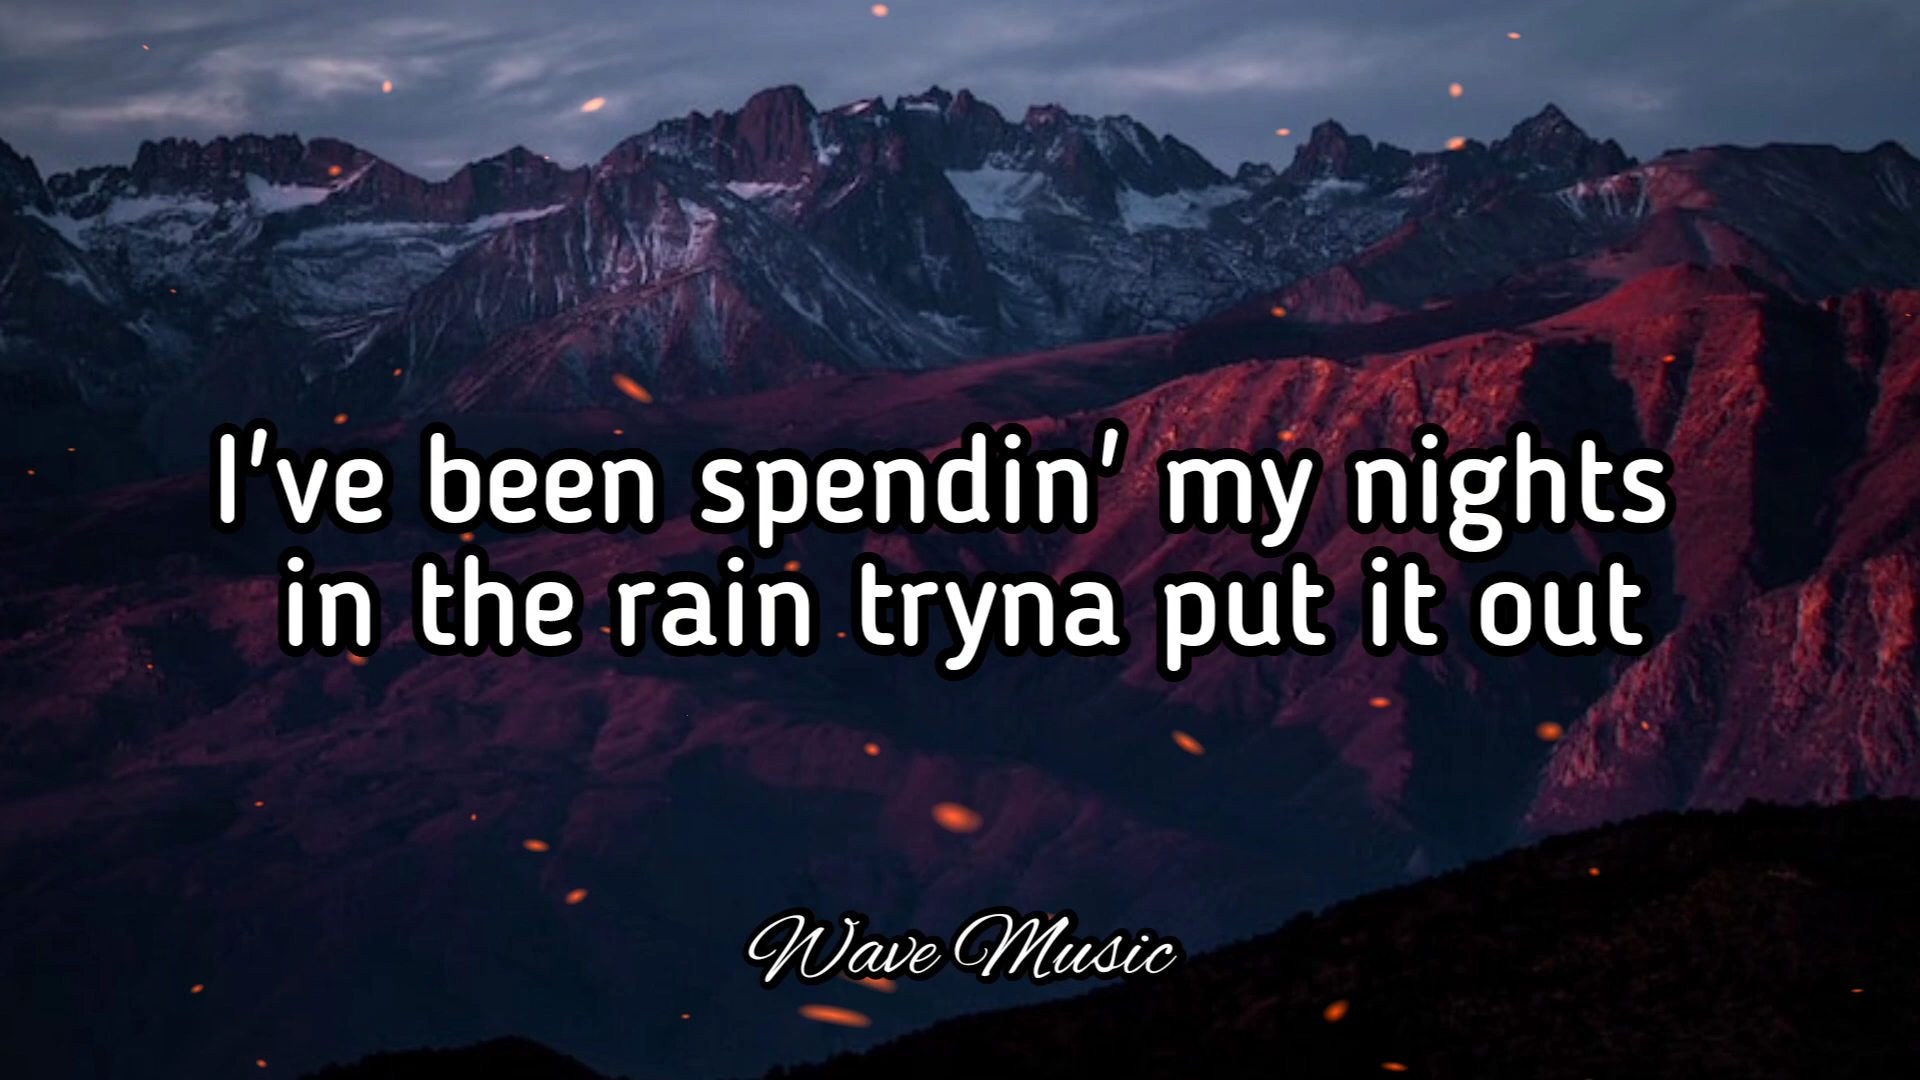 I've been spendin' my nights
in the rain tryna put it out
Wave Music